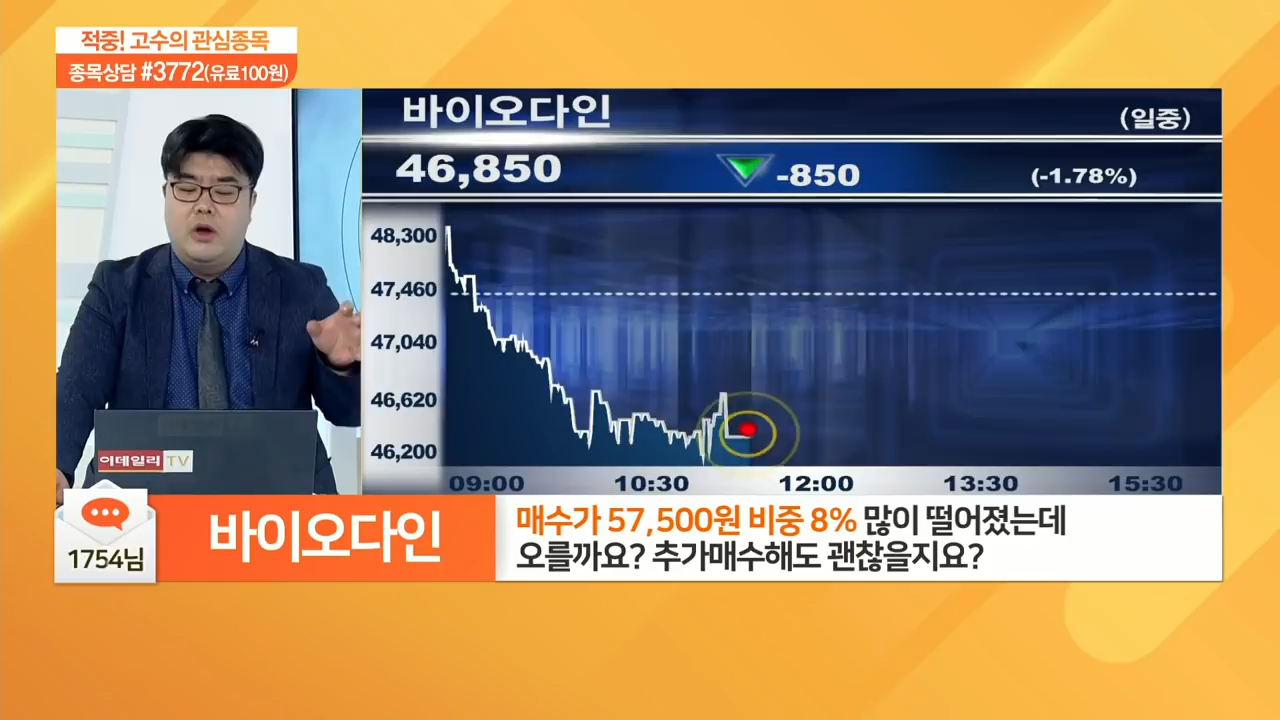 적중! 고수의 관심종목
종목상담 #3772(유료100원)
바이오다인
(일중)
46,850
-850
(-1.78%)
48,300
47,460
47,040
46,620
46,200
09:00
10:30
12:00
13:30
15:30
이데일리 TV
1754님
바이오다인
매수가 57,500원 비중 8% 많이 떨어졌는데
오를까요? 추가매수해도 괜찮을지요?